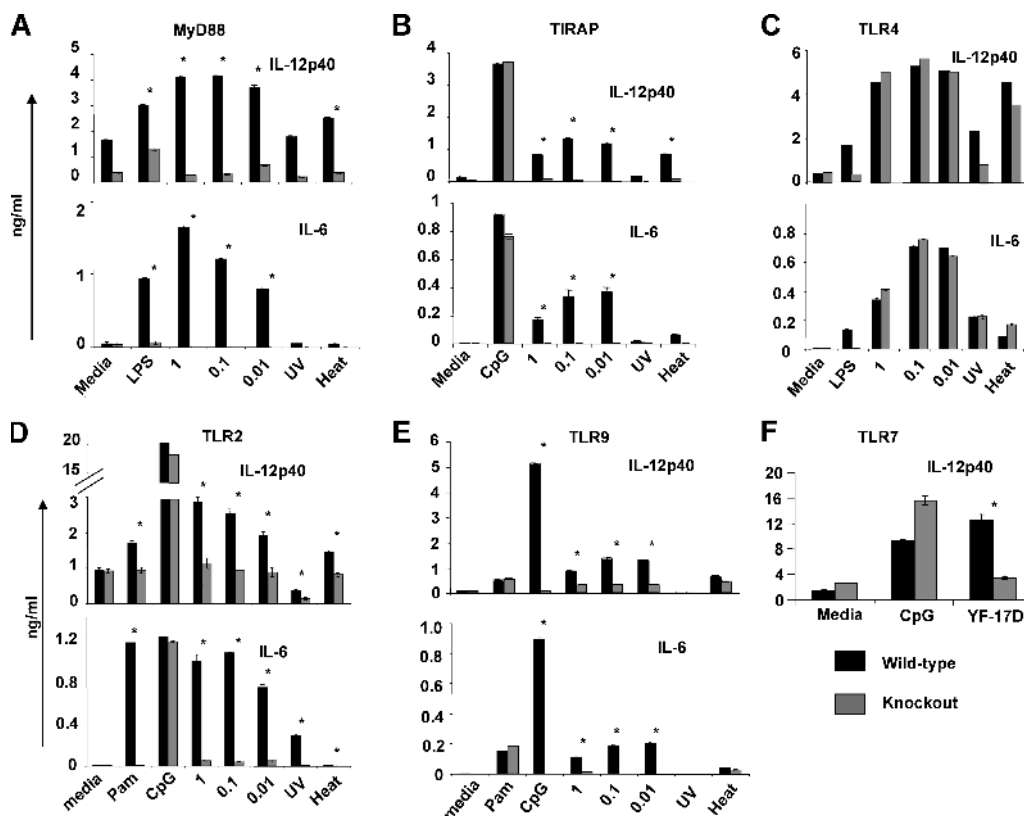 A MyD88
IL-12p40
5
4
3
2
1
0
* * * * *
ng/ml
2
1
0
IL-6
* * * *
Media LPS 1 0.1 0.01 UV Heat
B TIRAP
IL-12p40
4
3
2
1
0
* * * *
1
0.8
0.6
0.4
0.2
0
IL-6
* * *
Media CpG 1 0.1 0.01 UV Heat
C TLR4
IL-12p40
6
4
2
0
0.8
0.6
0.4
0.2
0
IL-6
Media LPS 1 0.1 0.01 UV Heat
D TLR2
IL-12p40
20
15
3
2
1
0
* * * * * *
ng/ml
1.2
0.8
0.4
0
IL-6
* * * * * *
media Pam CpG 1 0.1 0.01 UV Heat
E TLR9
IL-12p40
6
5
4
3
2
1
0
* * * *
1.0
0.8
0.6
0.4
0.2
0
IL-6
* * * *
media Pam CpG 1 0.1 0.01 UV Heat
F TLR7
IL-12p40
20
16
12
8
4
0
*
Media CpG YF-17D
Wild-type
Knockout